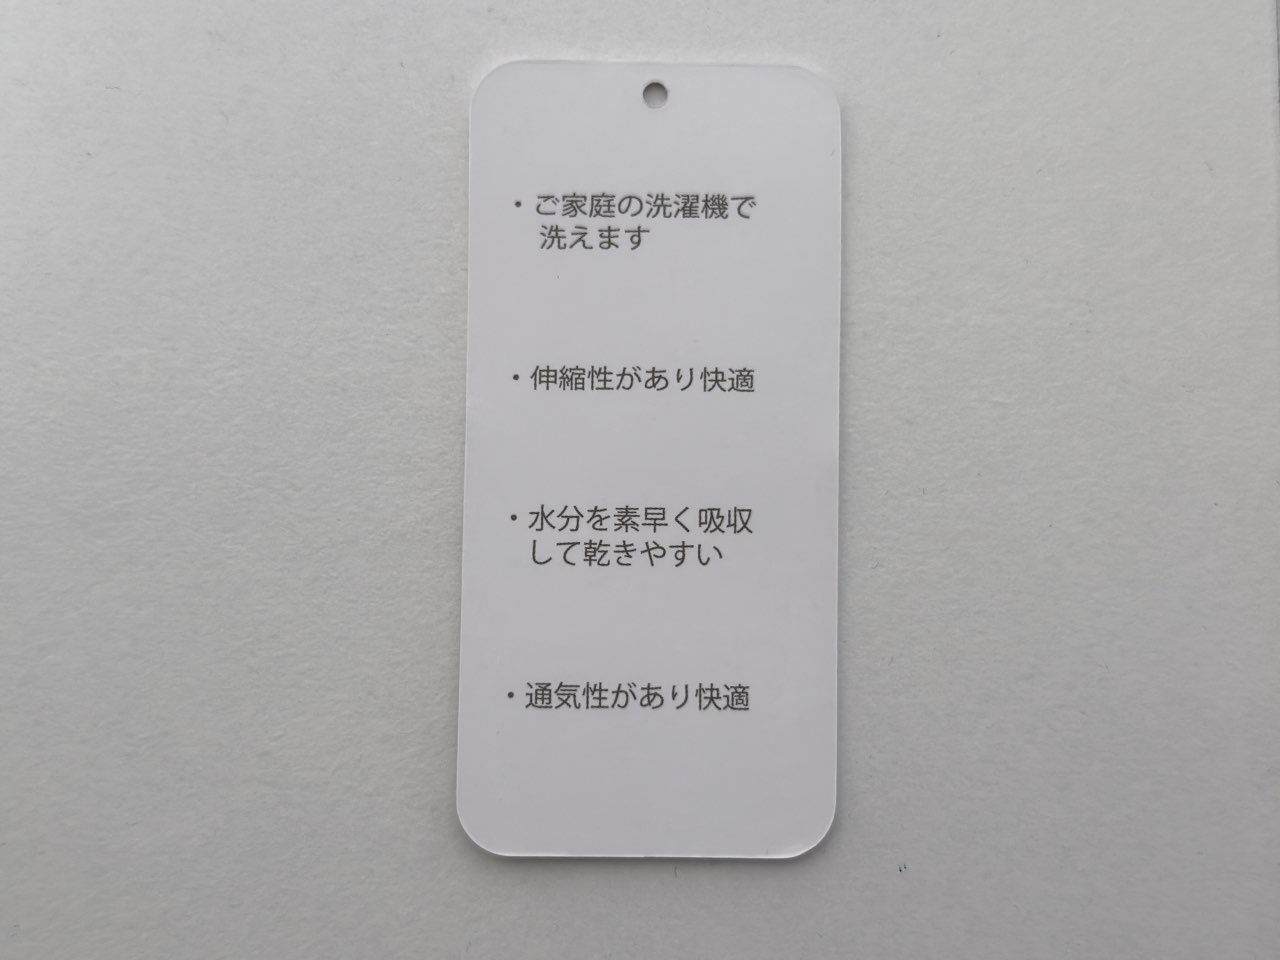 ・ご家庭の洗濯機で
洗えます
・伸縮性があり快適
・水分を素早く吸収
して乾きやすい
・通気性があり快適